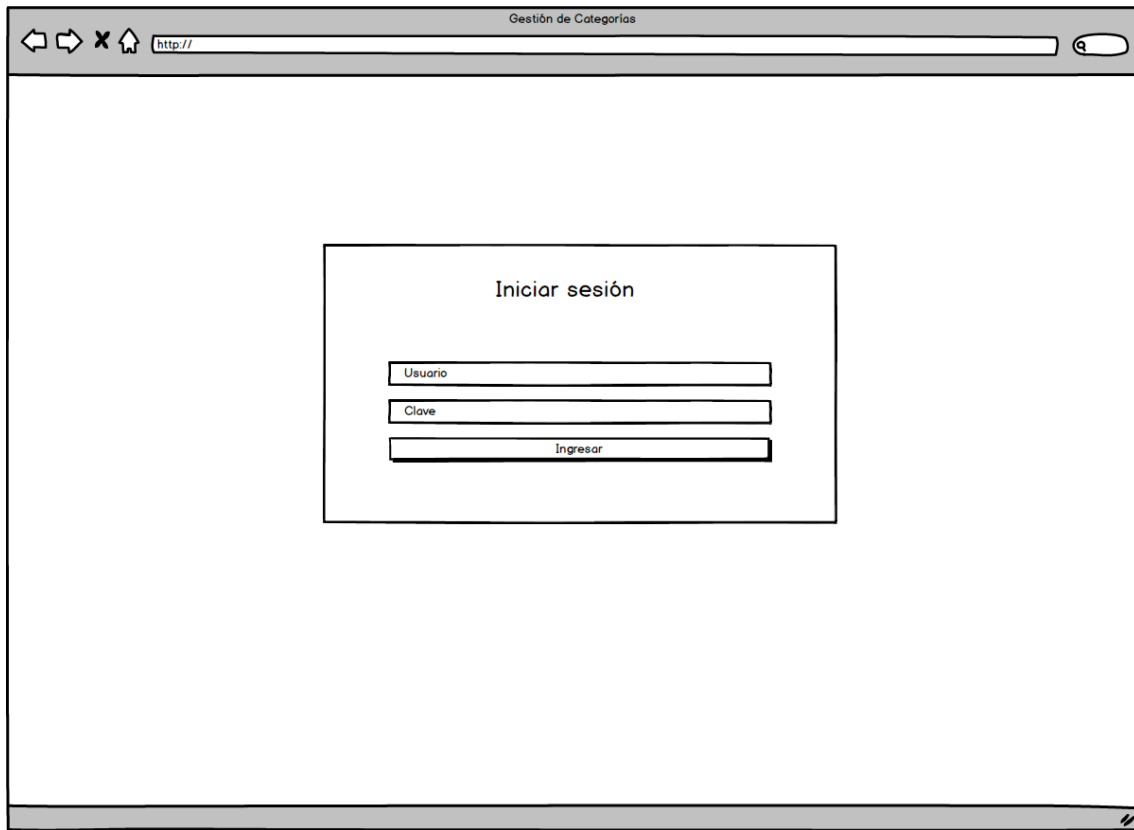 Gestión de Categorías
http://
Iniciar sesión
Usuario
Clave
Ingresar